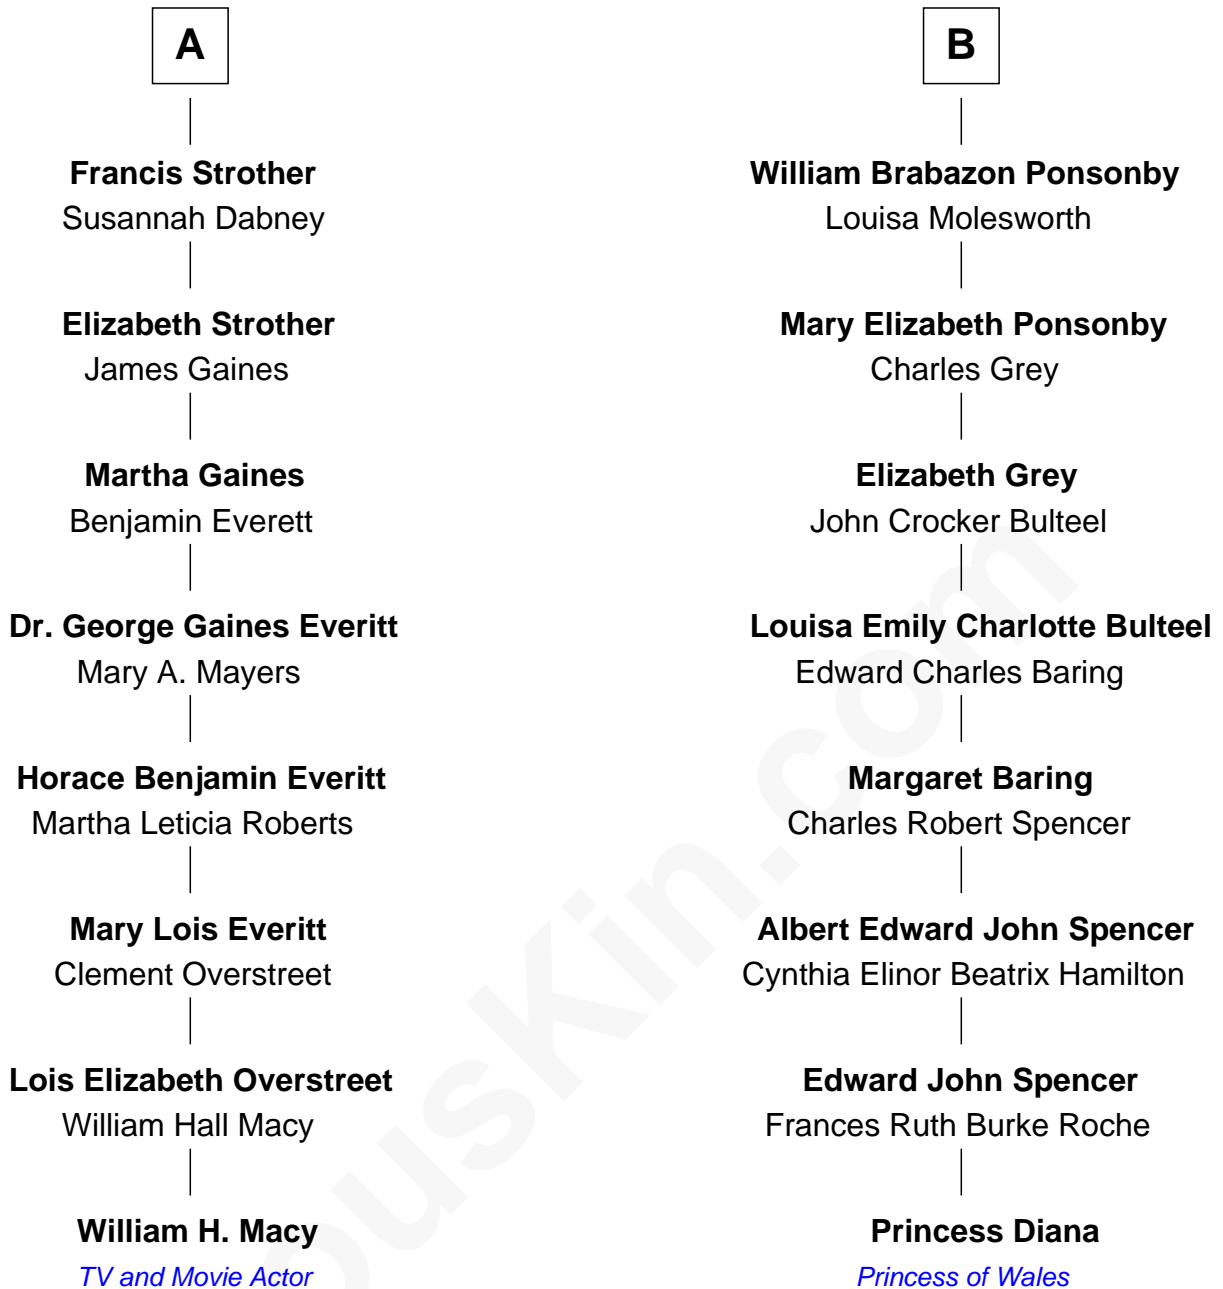 A
Francis Strother
Susannah Dabney
Elizabeth Strother
James Gaines
Martha Gaines
Benjamin Everett
Dr. George Gaines Everitt
Mary A. Mayers
Horace Benjamin Everitt
Martha Leticia Roberts
Mary Lois Everitt
Clement Overstreet
Lois Elizabeth Overstreet
William Hall Macy
William H. Macy
TV and Movie Actor
B
William Brabazon Ponsonby
Louisa Molesworth
Mary Elizabeth Ponsonby
Charles Grey
Elizabeth Grey
John Crocker Bulteel
Louisa Emily Charlotte Bulteel
Edward Charles Baring
Margaret Baring
Charles Robert Spencer
Albert Edward John Spencer
Cynthia Elinor Beatrix Hamilton
Edward John Spencer
Frances Ruth Burke Roche
Princess Diana
Princess of Wales
ousKin.com